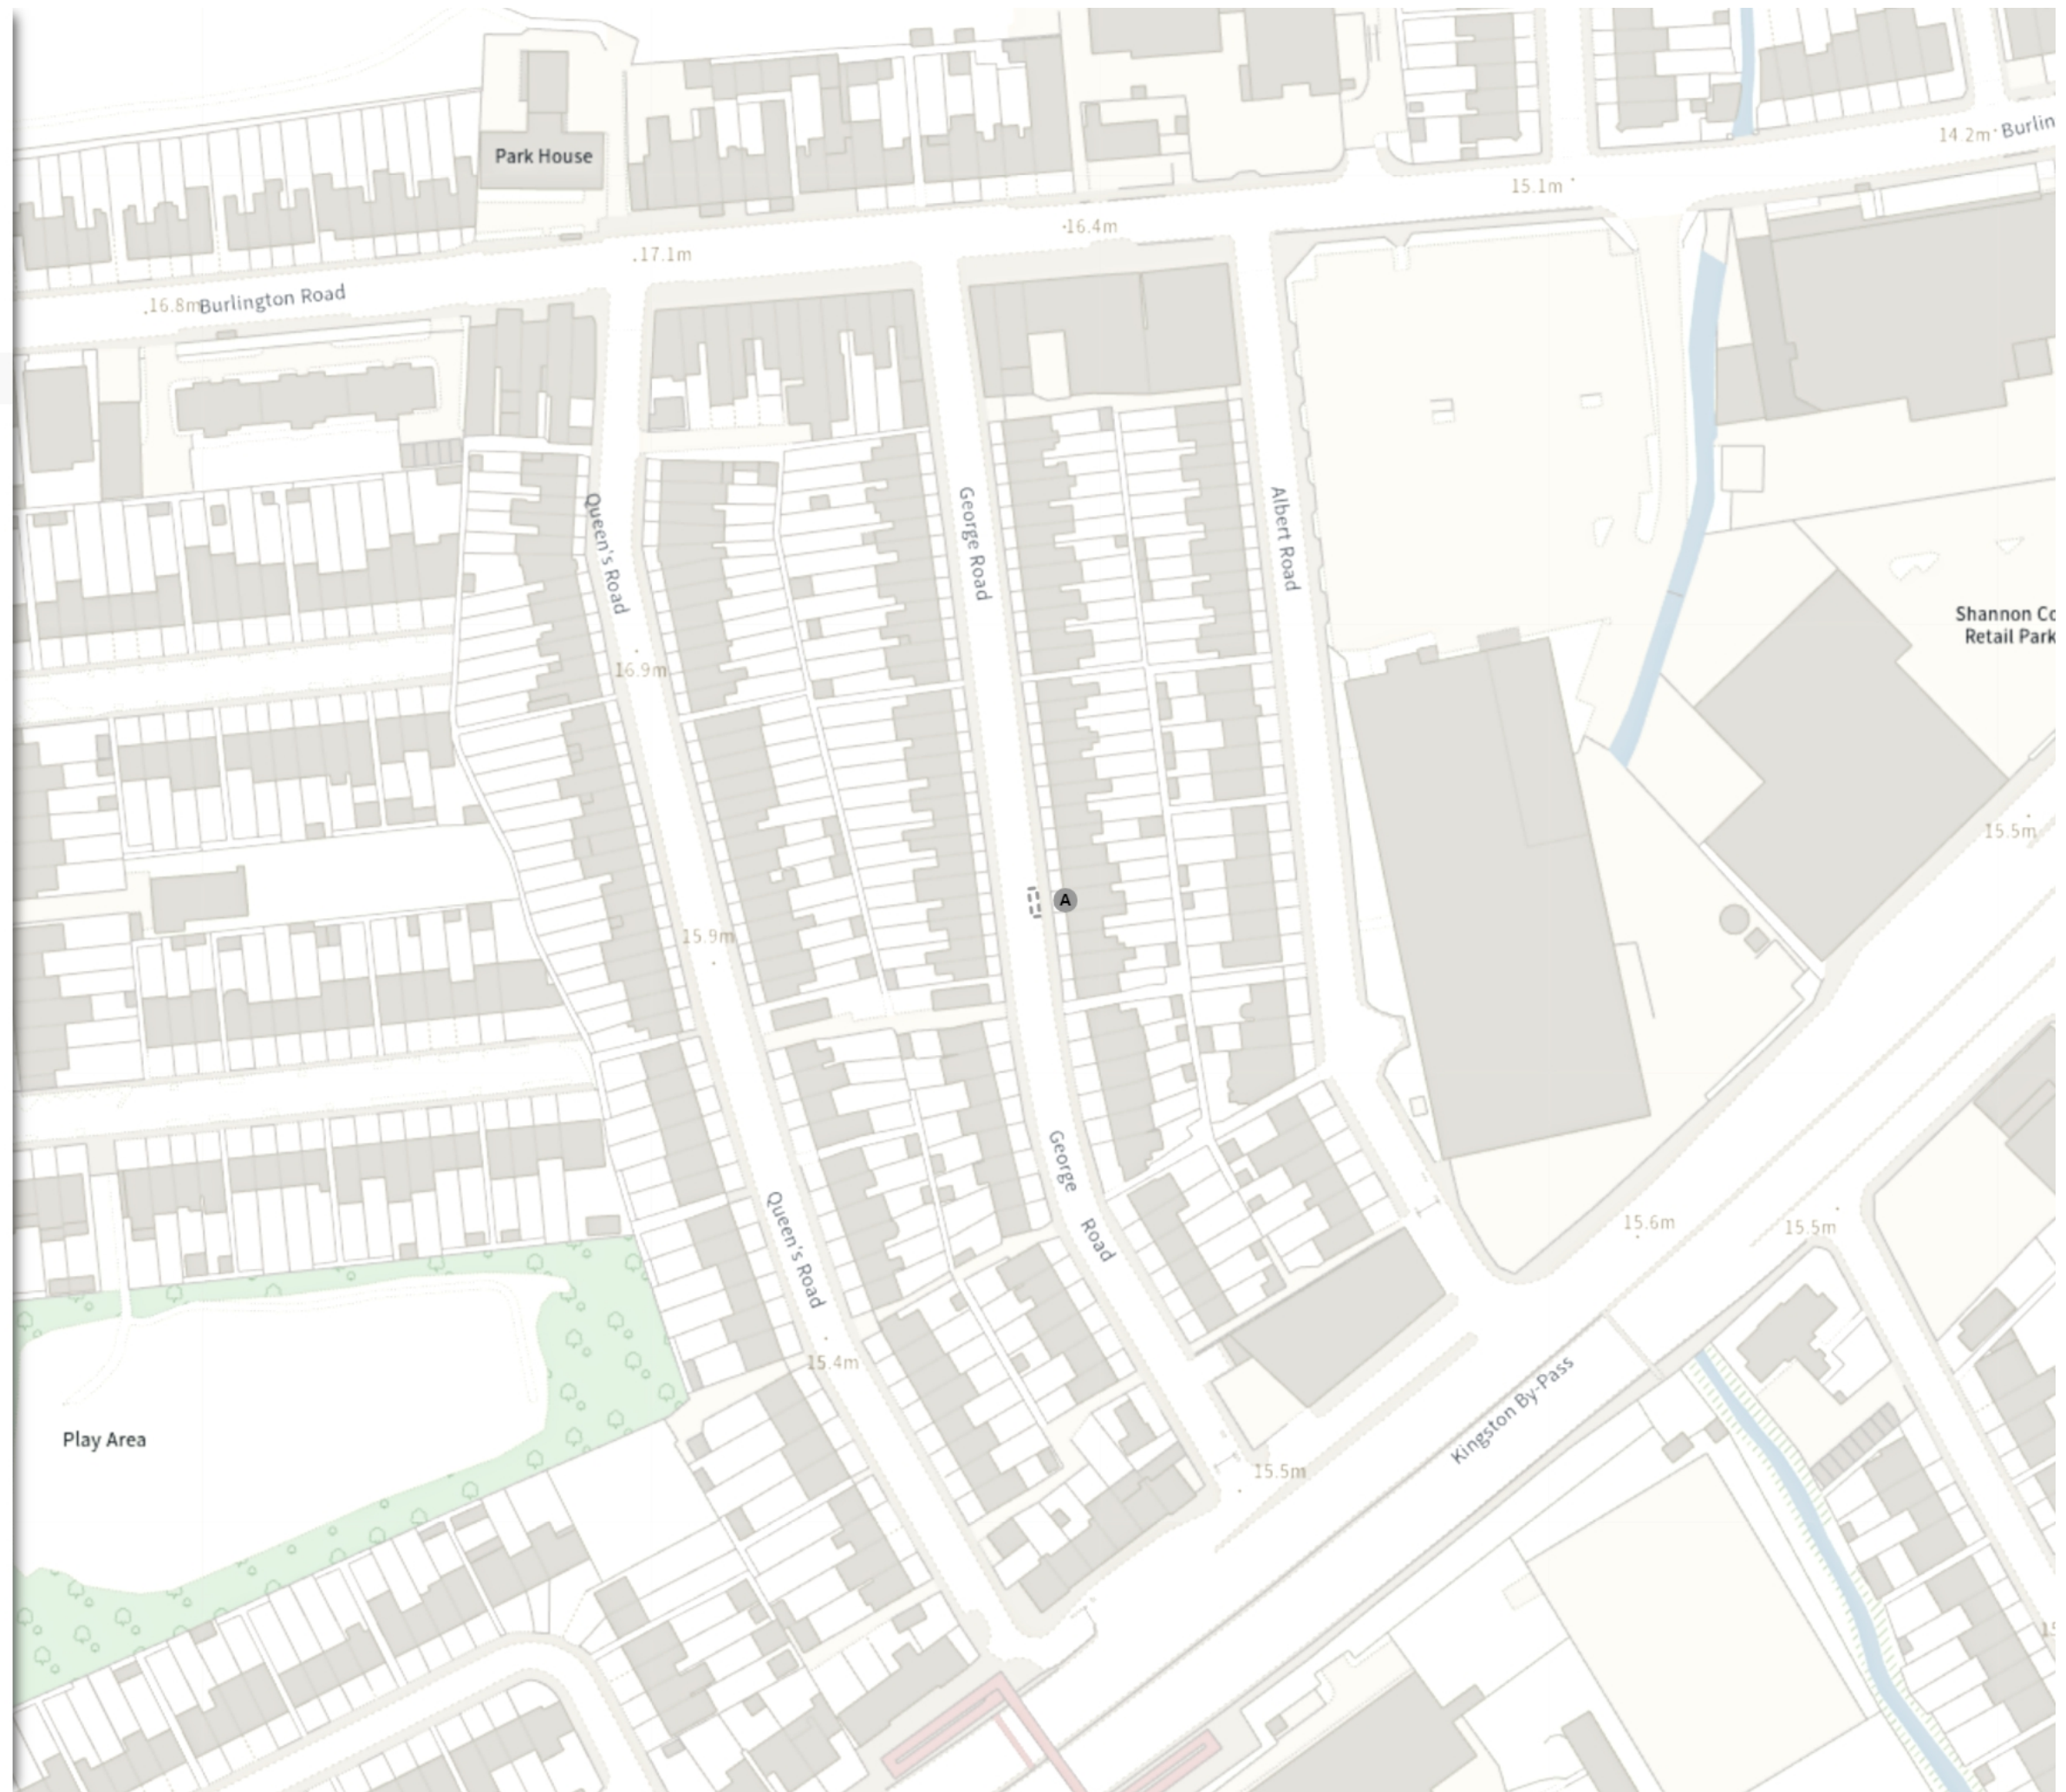 14.2m
Burlin
Park House
15.1m
16.4m
17.1m
16.8m
Burlington Road
Queen's Road
George Road
Albert Road
Shannon Co
Retail Park
16.9m
15.5m
A
15.9m
George
Road
Queen's Road
15.6m
15.5m
15.4m
Kingston By-Pass
Play Area
15.5m
15